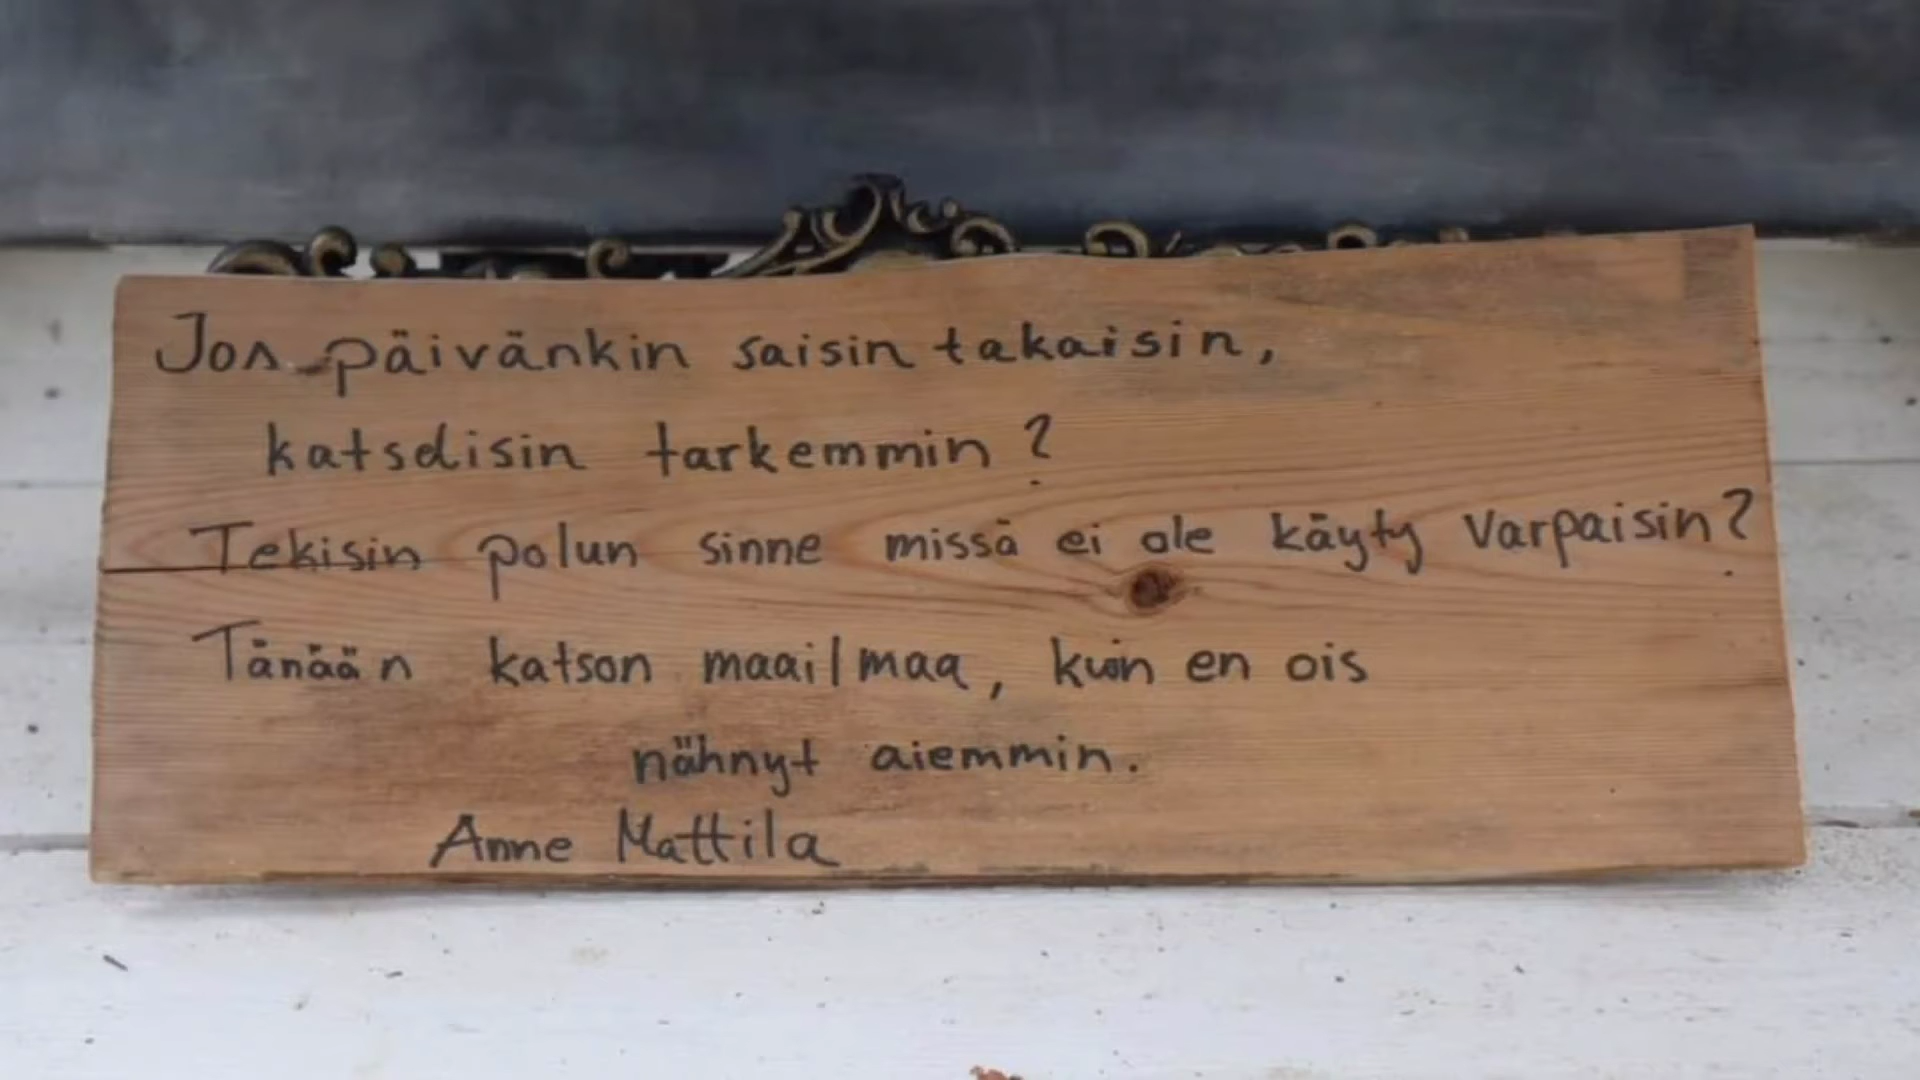 Jos päivänkin saisin takaisin,
katselisin tarkemmin?
Tekisin polun sinne missä ei ole käyty varpaisin?
Tänään katson maailmaa, kuin en ois
nähnyt aiemmin.
Anne Mattila